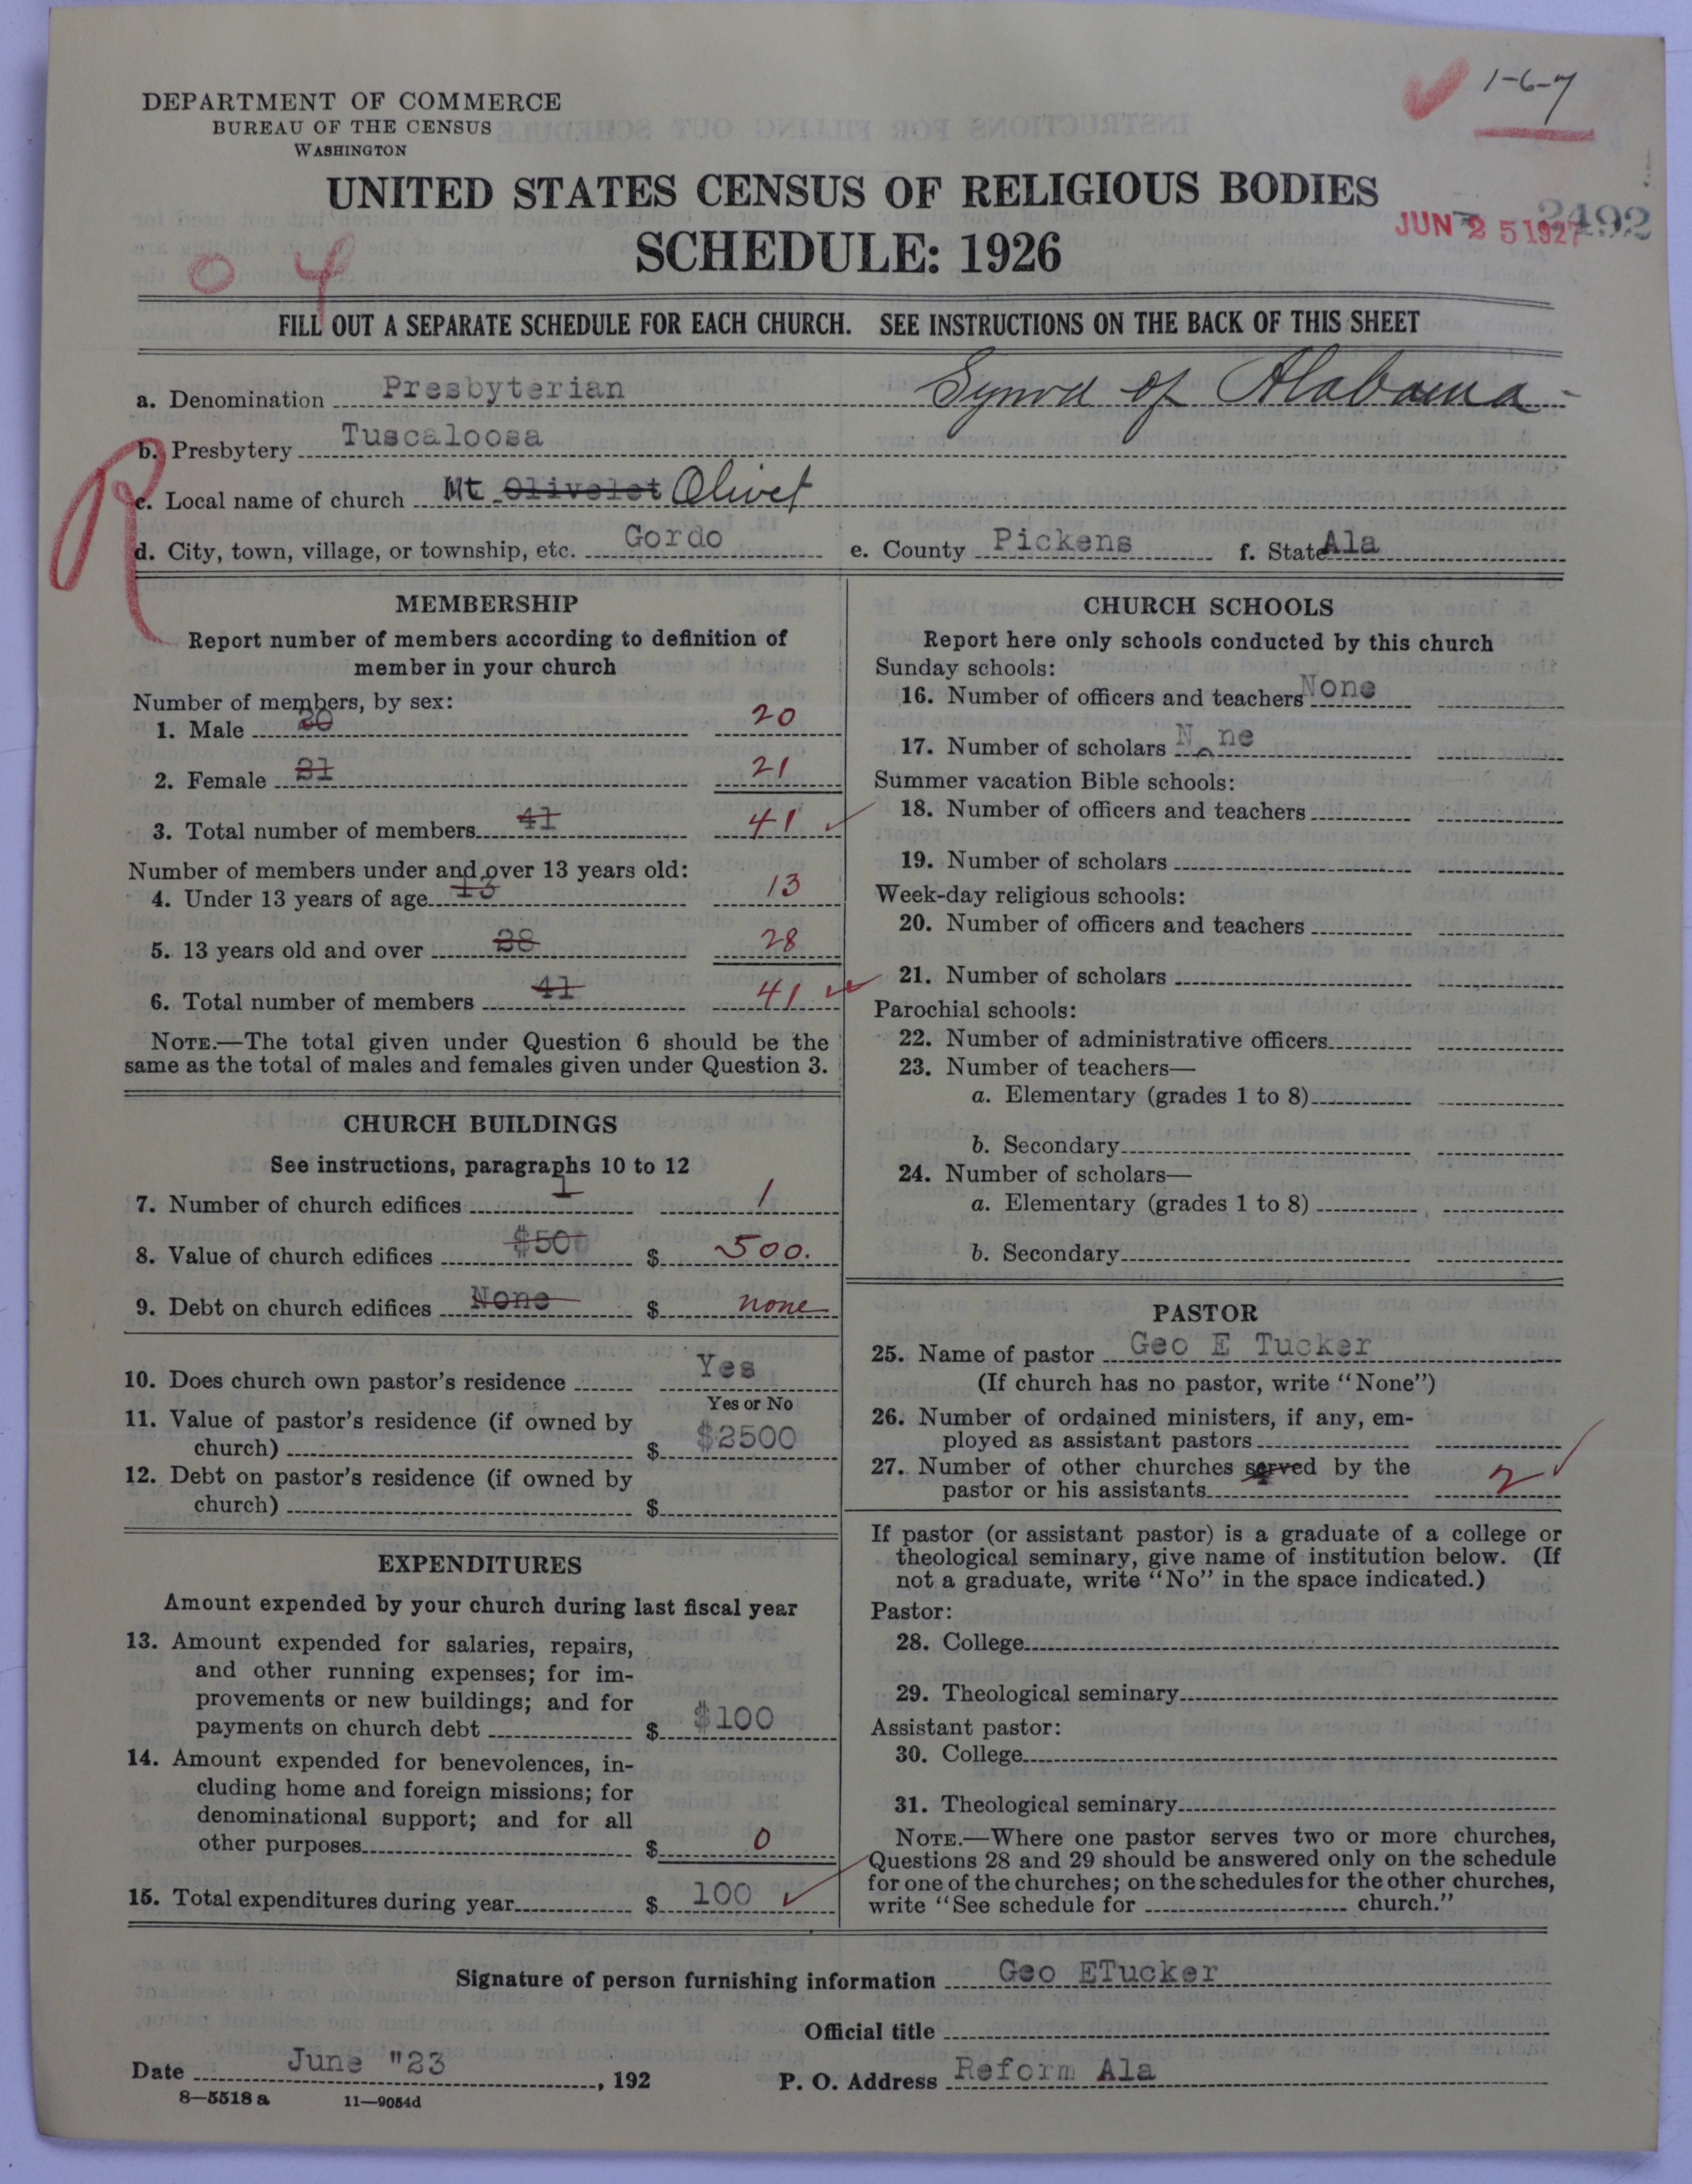 1-6-7
DEPARTMENT OF COMMERCE
BUREAU OF THE CENSUS
WASHINGTON
UNITED STATES CENSUS OF RELIGIOUS BODIES
SCHEDULE: 1926
JUN 25 1927
2492
O 4
FILL OUT A SEPARATE SCHEDULE FOR EACH CHURCH. SEE INSTRUCTIONS ON THE BACK OF THIS SHEET
a. Denomination Presbyterian Synod of Alabama
b. Presbytery Tuscaloosa
R
c. Local name of church Mt Olivelet Olivet
d. City, town, village, or township, etc. Gordo e. County Pickens f. State Ala
MEMBERSHIP
Report number of members according to definition of
member in your church
Number of members, by sex:
1. Male 20 20
2. Female 21 21
3. Total number of members 41 41
Number of members under and over 13 years old:
4. Under 13 years of age 13 13
5. 13 years old and over 28 28
6. Total number of members 41 41
NOTE.—The total given under Question 6 should be the
same as the total of males and females given under Question 3.
CHURCH BUILDINGS
See instructions, paragraphs 10 to 12
7. Number of church edifices 1 1
8. Value of church edifices $500 $ 500.
9. Debt on church edifices None $ none
10. Does church own pastor's residence Yes
Yes or No
11. Value of pastor's residence (if owned by
church) $ $2500
12. Debt on pastor's residence (if owned by
church) $
EXPENDITURES
Amount expended by your church during last fiscal year
13. Amount expended for salaries, repairs,
and other running expenses; for im-
provements or new buildings; and for
payments on church debt $ $100
14. Amount expended for benevolences, in-
cluding home and foreign missions; for
denominational support; and for all
other purposes $ 0
15. Total expenditures during year $ 100
CHURCH SCHOOLS
Report here only schools conducted by this church
Sunday schools:
16. Number of officers and teachers None
17. Number of scholars N ne
Summer vacation Bible schools:
18. Number of officers and teachers
19. Number of scholars
Week-day religious schools:
20. Number of officers and teachers
21. Number of scholars
Parochial schools:
22. Number of administrative officers
23. Number of teachers—
a. Elementary (grades 1 to 8)
b. Secondary
24. Number of scholars—
a. Elementary (grades 1 to 8)
b. Secondary
PASTOR
25. Name of pastor Geo E Tucker
(If church has no pastor, write "None")
26. Number of ordained ministers, if any, em-
ployed as assistant pastors
27. Number of other churches served by the
pastor or his assistants 2
If pastor (or assistant pastor) is a graduate of a college or
theological seminary, give name of institution below. (If
not a graduate, write "No" in the space indicated.)
Pastor:
28. College
29. Theological seminary
Assistant pastor:
30. College
31. Theological seminary
NOTE.—Where one pastor serves two or more churches,
Questions 28 and 29 should be answered only on the schedule
for one of the churches; on the schedules for the other churches,
write "See schedule for church."
Signature of person furnishing information Geo ETucker
Official title
Date June "23 , 192 P. O. Address Reform Ala
8—5518 a 11—9054d